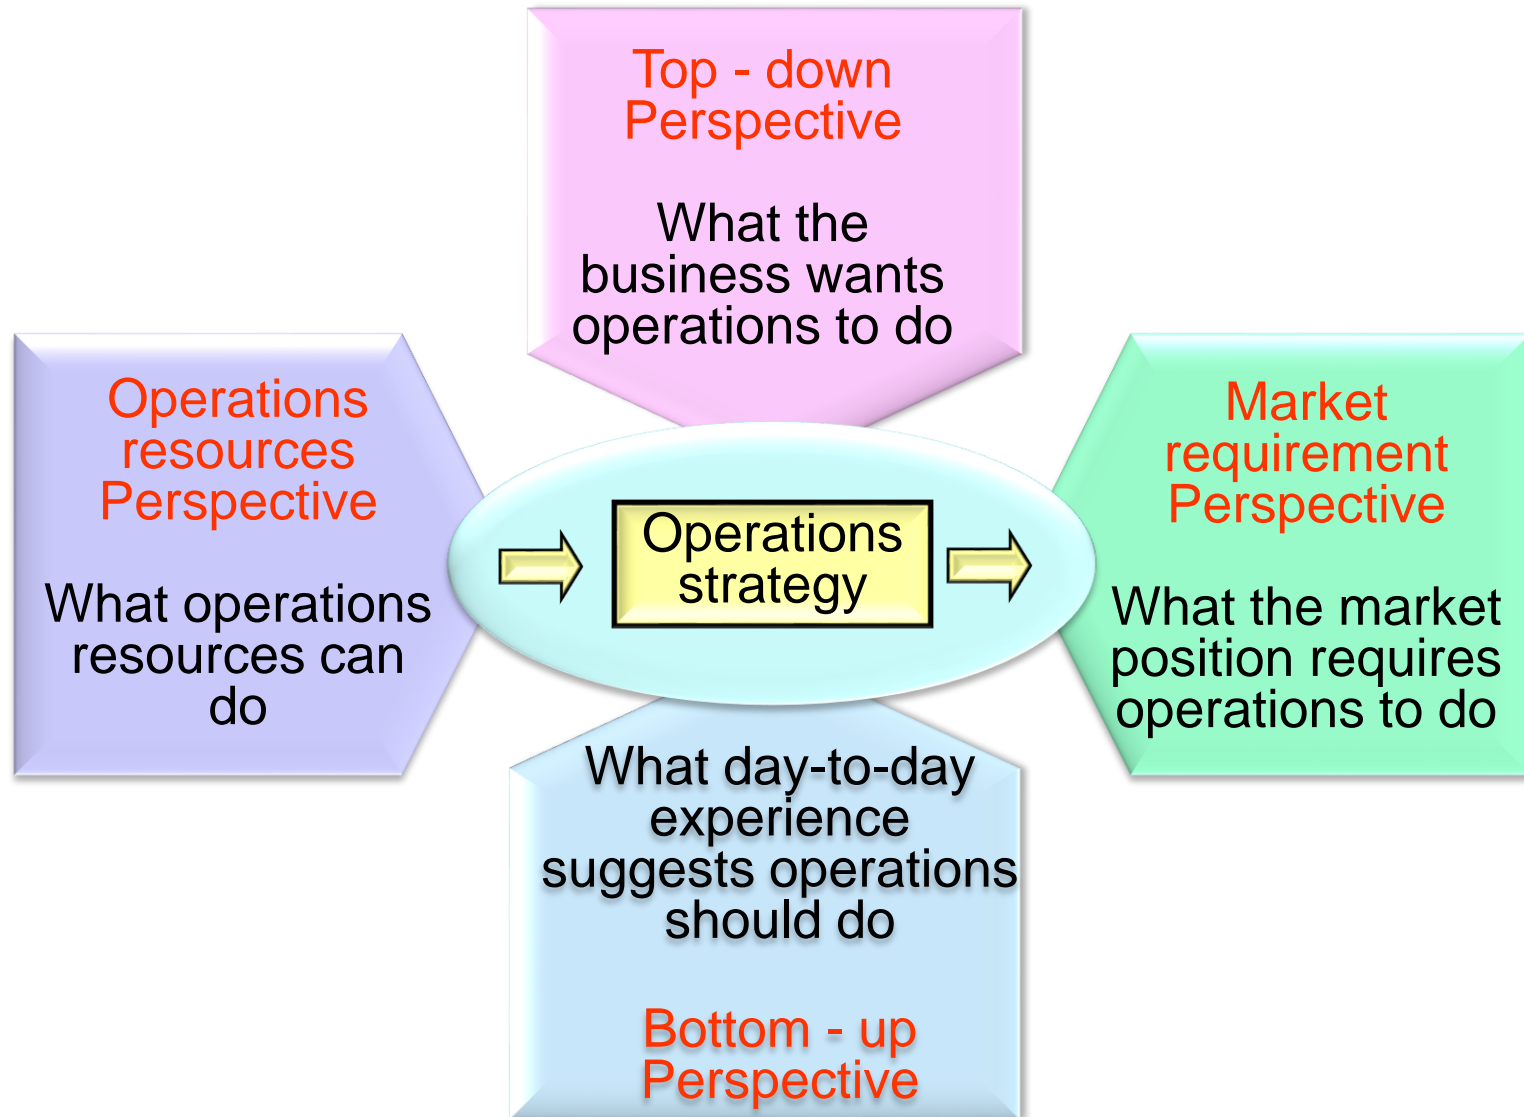 Top - down
Perspective
What the
business wants
operations to do
Operations
resources
Perspective
What operations
resources can
do
Operations
strategy
Market
requirement
Perspective
What the market
position requires
operations to do
What day-to-day
experience
suggests operations
should do
Bottom - up
Perspective